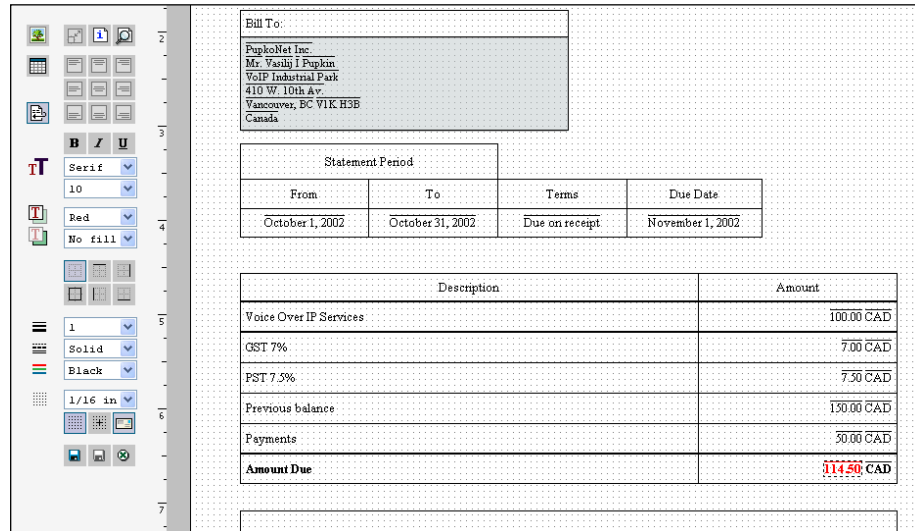 Bill To:
PupkoNet Inc.
Mr. Vasilij I Pupkin
VoIP Industrial Park
410 W. 10th Av.
Vancouver, BC V1K H3B
Canada
Statement Period
From To Terms Due Date
October 1, 2002 October 31, 2002 Due on receipt November 1, 2002
Description Amount
Voice Over IP Services 100.00 CAD
GST 7% 7.00 CAD
PST 7.5% 7.50 CAD
Previous balance 150.00 CAD
Payments 50.00 CAD
Amount Due 114.50 CAD
B I U
TT Serif
10
T Red
T No fill
1
Solid
Black
1/16 in
2
3
4
5
6
7